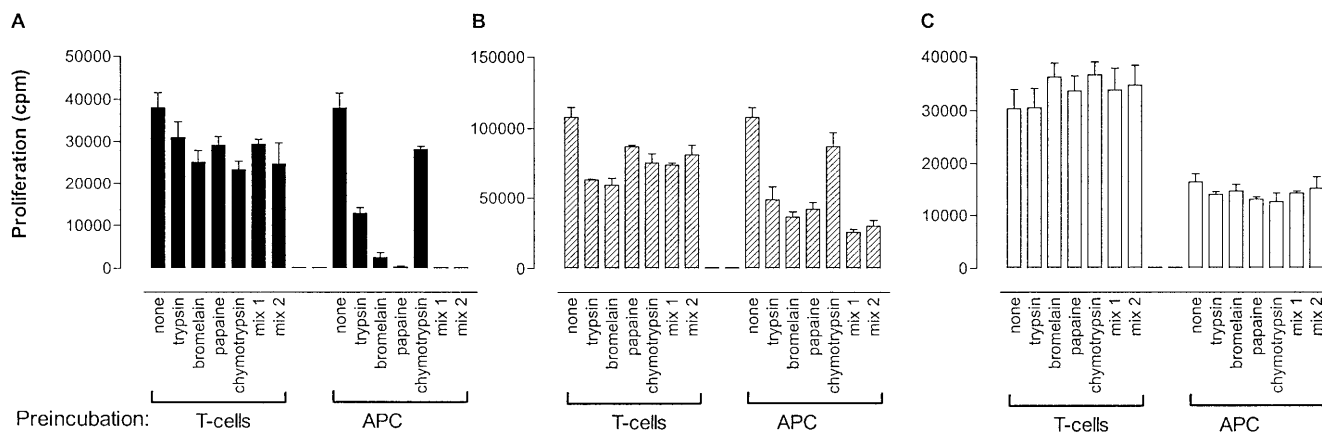 A
B
C
Proliferation (cpm)
50000
40000
30000
20000
10000
0
150000
100000
50000
0
40000
30000
20000
10000
0
none
trypsin
bromelain
papaine
chymotrypsin
mix 1
mix 2
none
trypsin
bromelain
papaine
chymotrypsin
mix 1
mix 2
none
trypsin
bromelain
papaine
chymotrypsin
mix 1
mix 2
none
trypsin
bromelain
papaine
chymotrypsin
mix 1
mix 2
none
trypsin
bromelain
papaine
chymotrypsin
mix 1
mix 2
none
trypsin
bromelain
papaine
chymotrypsin
mix 1
mix 2
Preincubation: T-cells APC T-cells APC T-cells APC